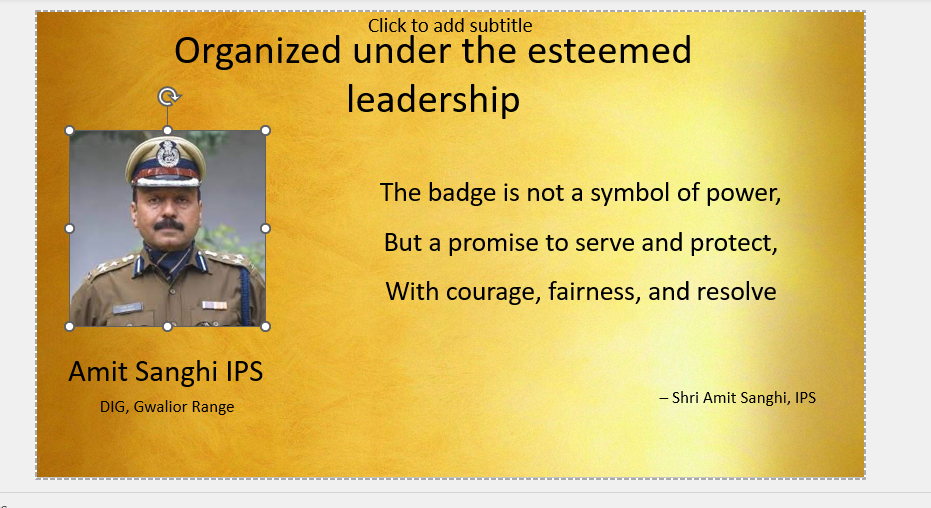 Click to add subtitle
Organized under the esteemed
leadership
The badge is not a symbol of power,
But a promise to serve and protect,
With courage, fairness, and resolve
Amit Sanghi IPS
DIG, Gwalior Range
– Shri Amit Sanghi, IPS